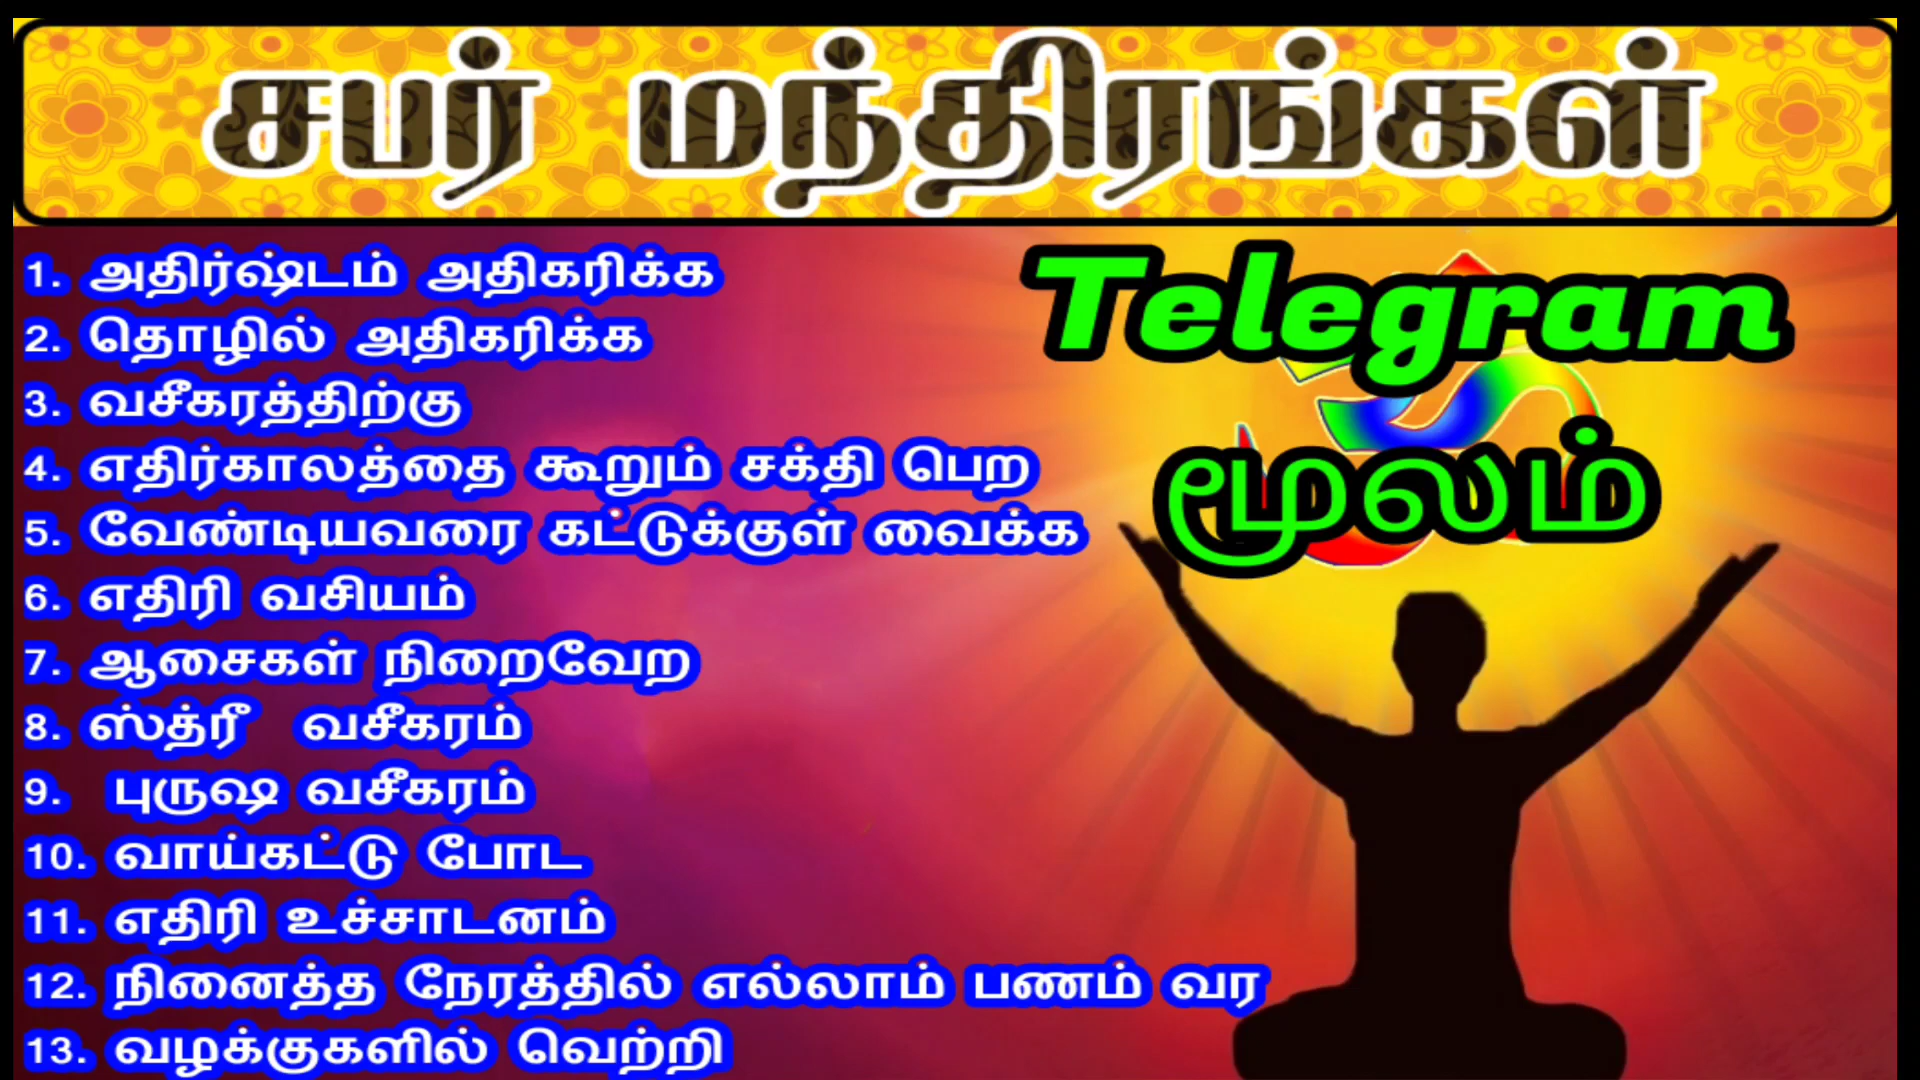 சபர் மந்திரங்கள்
Telegram
மூலம்
1. அதிர்ஷ்டம் அதிகரிக்க
2. தொழில் அதிகரிக்க
3. வசீகரத்திற்கு
4. எதிர்காலத்தை கூறும் சக்தி பெற
5. வேண்டியவரை கட்டுக்குள் வைக்க
6. எதிரி வசியம்
7. ஆசைகள் நிறைவேற
8. ஸ்த்ரீ வசீகரம்
9. புருஷ வசீகரம்
10. வாய்கட்டு போட
11. எதிரி உச்சாடனம்
12. நினைத்த நேரத்தில் எல்லாம் பணம் வர
13. வழக்குகளில் வெற்றி